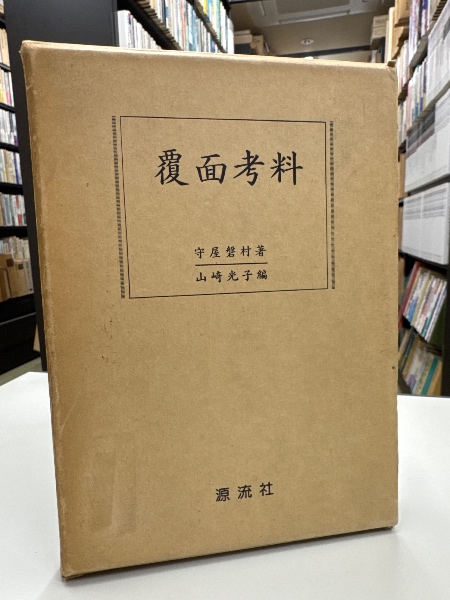 覆面考料
守屋磐村著
山崎光子編
源流社